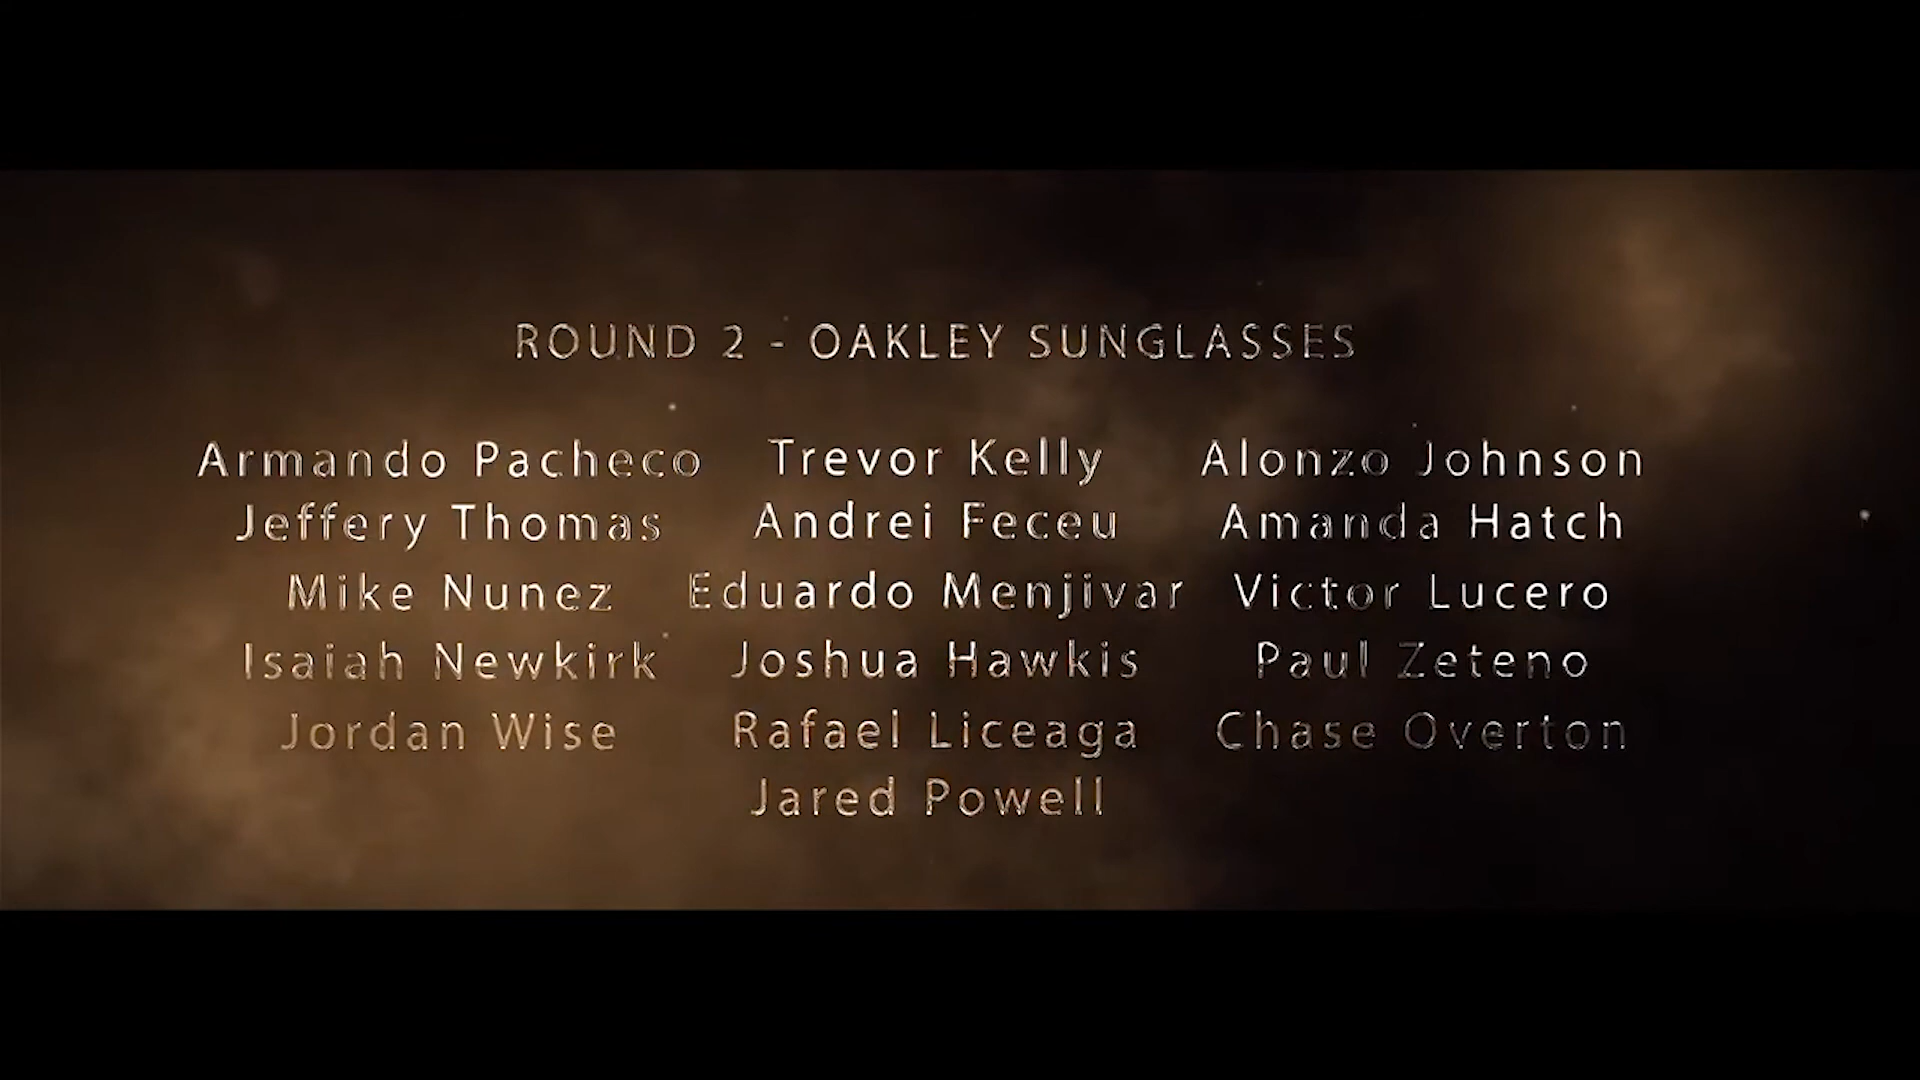 ROUND 2 - OAKLEY SUNGLASSES
Armando Pacheco Trevor Kelly Alonzo Johnson
Jeffery Thomas Andrei Feceu Amanda Hatch
Mike Nunez Eduardo Menjivar Victor Lucero
Isaiah Newkirk Joshua Hawkis Paul Zeteno
Jordan Wise Rafael Liceaga Chase Overton
Jared Powell